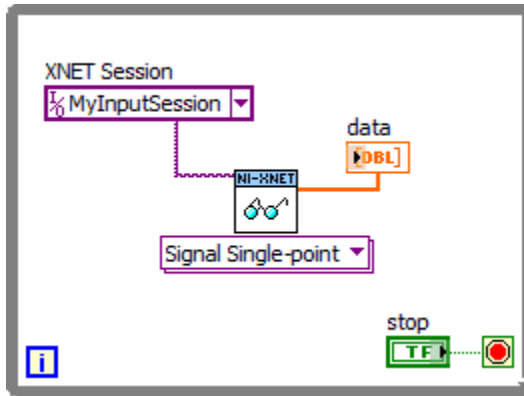 XNET Session
I/O MyInputSession
data
DBL
NI-XNET
Signal Single-point
stop
TF
i